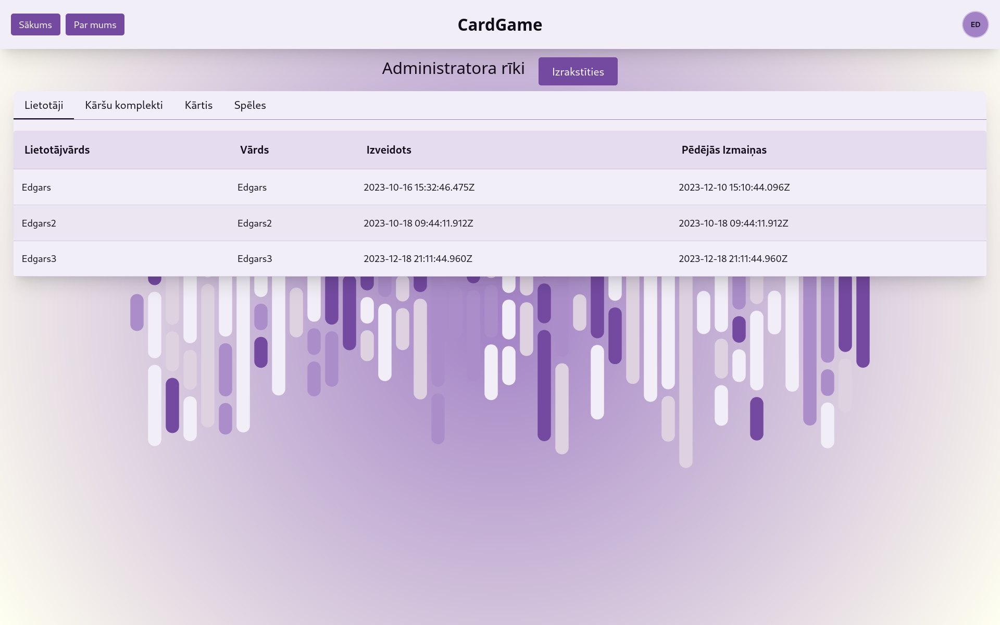 Sākums Par mums CardGame ED
Administratora rīki Izrakstīties
Lietotāji Kāršu komplekti Kārtis Spēles
Lietotājvārds Vārds Izveidots Pēdējās Izmaiņas
Edgars Edgars 2023-10-16 15:32:46.475Z 2023-12-10 15:10:44.096Z
Edgars2 Edgars2 2023-10-18 09:44:11.912Z 2023-10-18 09:44:11.912Z
Edgars3 Edgars3 2023-12-18 21:11:44.960Z 2023-12-18 21:11:44.960Z